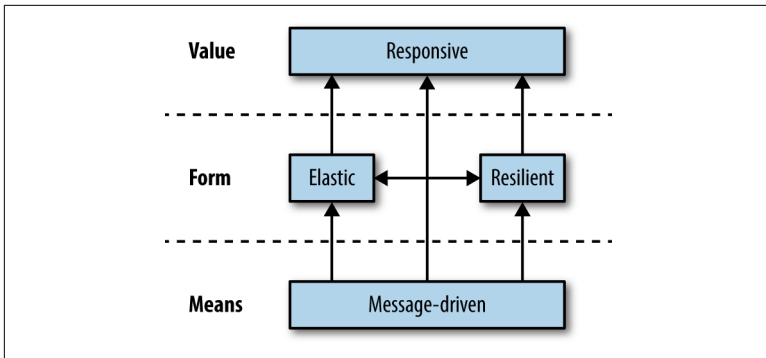 Value
Responsive
Form
Elastic
Resilient
Means
Message-driven